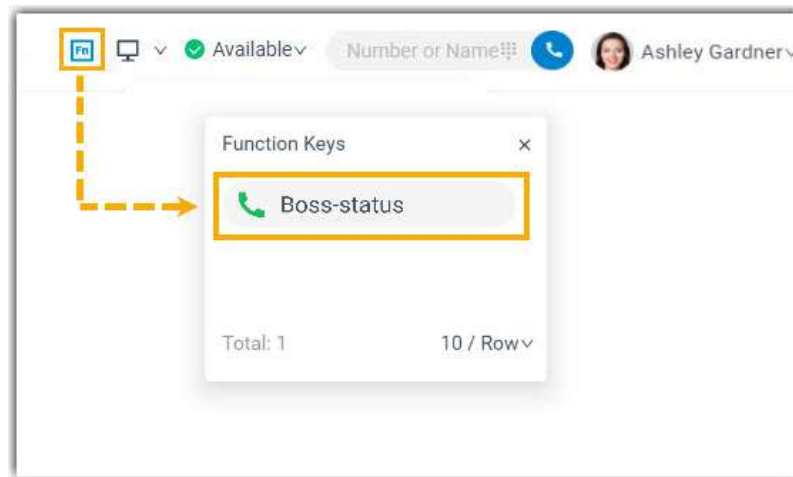 Fn Available Number or Name Ashley Gardner
Function Keys
Boss-status
Total: 1 10 / Row